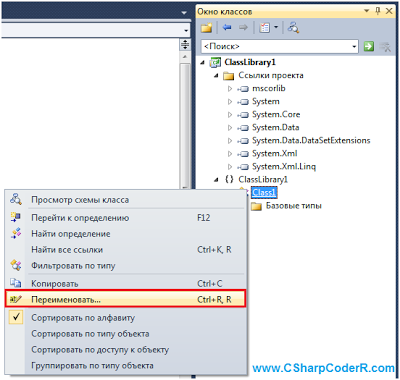 Окно классов
<Поиск>
ClassLibrary1
Ссылки проекта
mscorlib
System
System.Core
System.Data
System.Data.DataSetExtensions
System.Xml
System.Xml.Linq
ClassLibrary1
Class1
Базовые типы
Просмотр схемы класса
Перейти к определению F12
Найти определение
Найти все ссылки Ctrl+K, R
Фильтровать по типу
Копировать Ctrl+C
Переименовать... Ctrl+R, R
Сортировать по алфавиту
Сортировать по типу объекта
Сортировать по доступу к объекту
Группировать по типу объекта
www.CSharpCoderR.com